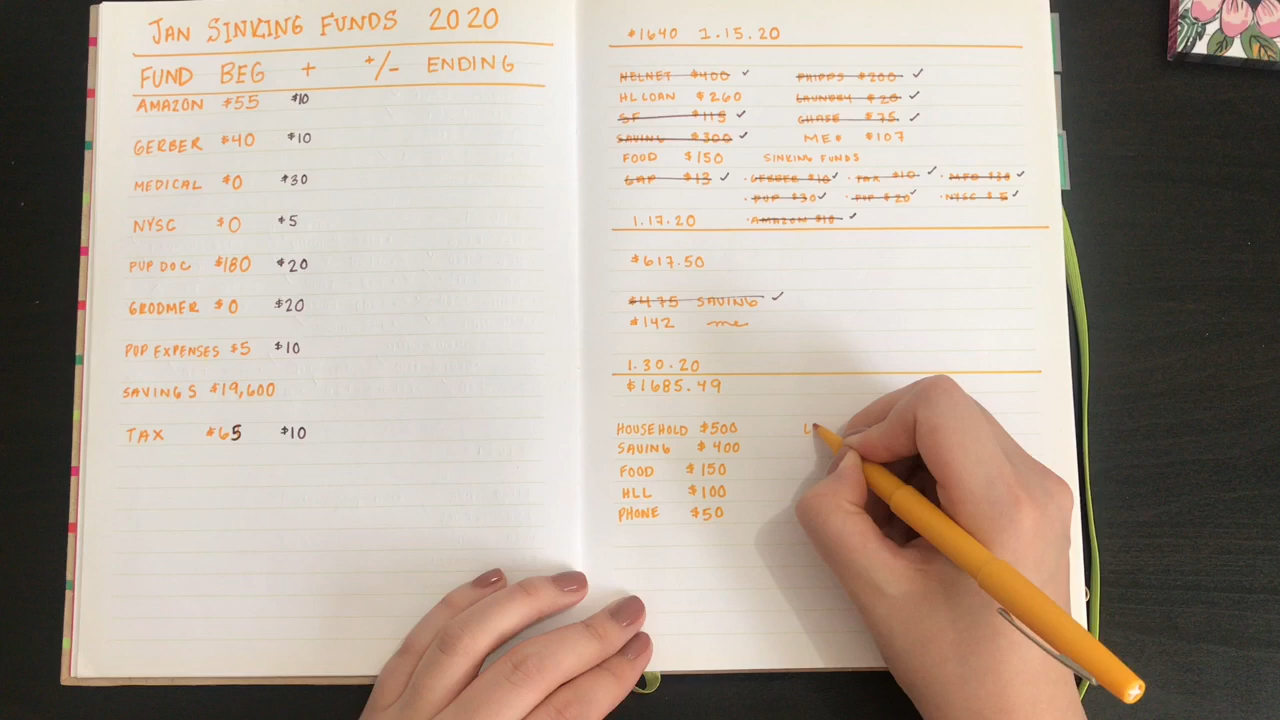 JAN SINKING FUNDS 2020
FUND BEG + +/- ENDING
AMAZON $55 $10
GERBER $40 $10
MEDICAL $0 $30
NYSC $0 $5
PUP DOC $180 $20
GROOMER $0 $20
PUP EXPENSES $5 $10
SAVINGS $19,600
TAX $65 $10
$1640 1.15.20
NELNET $400 ✓ PHIPPS $200 ✓
HL LOAN $260 LAUNDRY $20 ✓
SF $115 ✓ CHASE $75 ✓
SAVING $300 ✓ ME• $107
FOOD $150 SINKING FUNDS
GAP $13 ✓ • GERBER $10 ✓ • TAX $10 ✓ • MED $30 ✓
• PUP $30 ✓ • PUP $20 ✓ • NYSC $5 ✓
1.17.20 • AMAZON $10 ✓
$617.50
$475 SAVING ✓
$142 me
1.30.20
$1685.49
HOUSEHOLD $500 L
SAVING $400
FOOD $150
HLL $100
PHONE $50